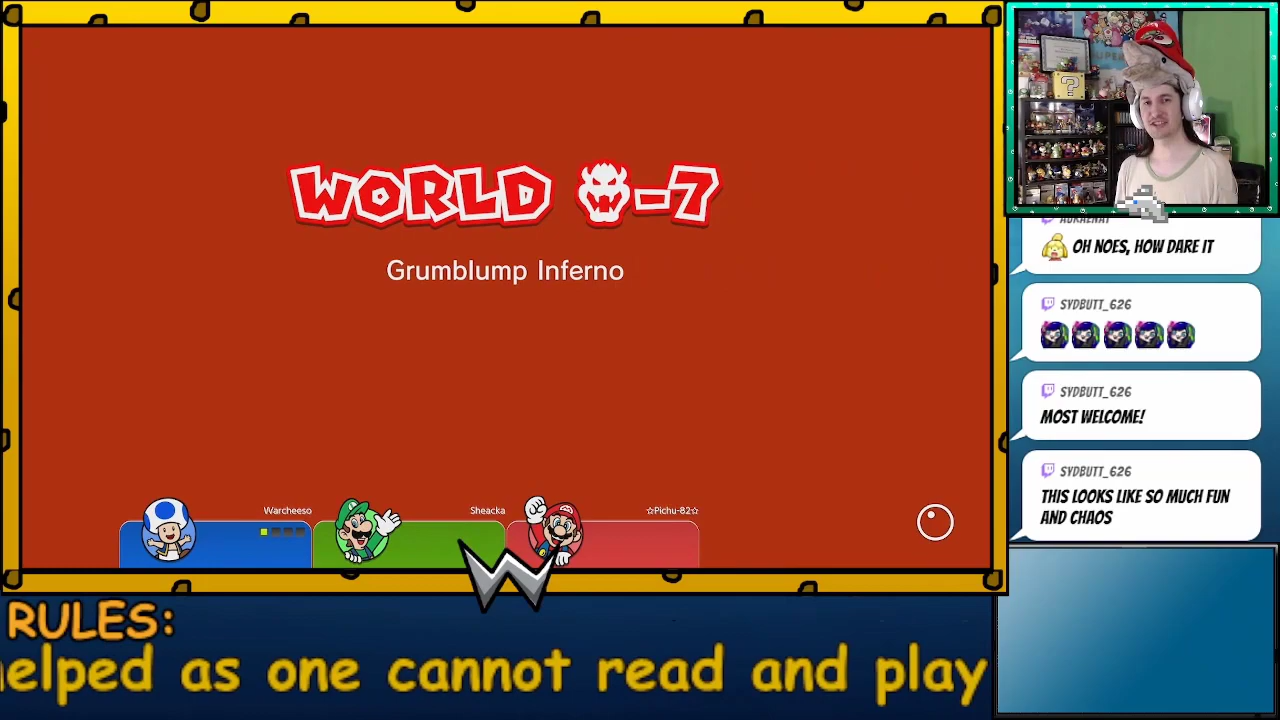 WORLD -7
Grumblump Inferno
Warcheeso
Sheacka
☆Pichu-82☆
W
RULES:
helped as one cannot read and play
OH NOES, HOW DARE IT
SYDBUTT_626
SYDBUTT_626
MOST WELCOME!
SYDBUTT_626
THIS LOOKS LIKE SO MUCH FUN
AND CHAOS